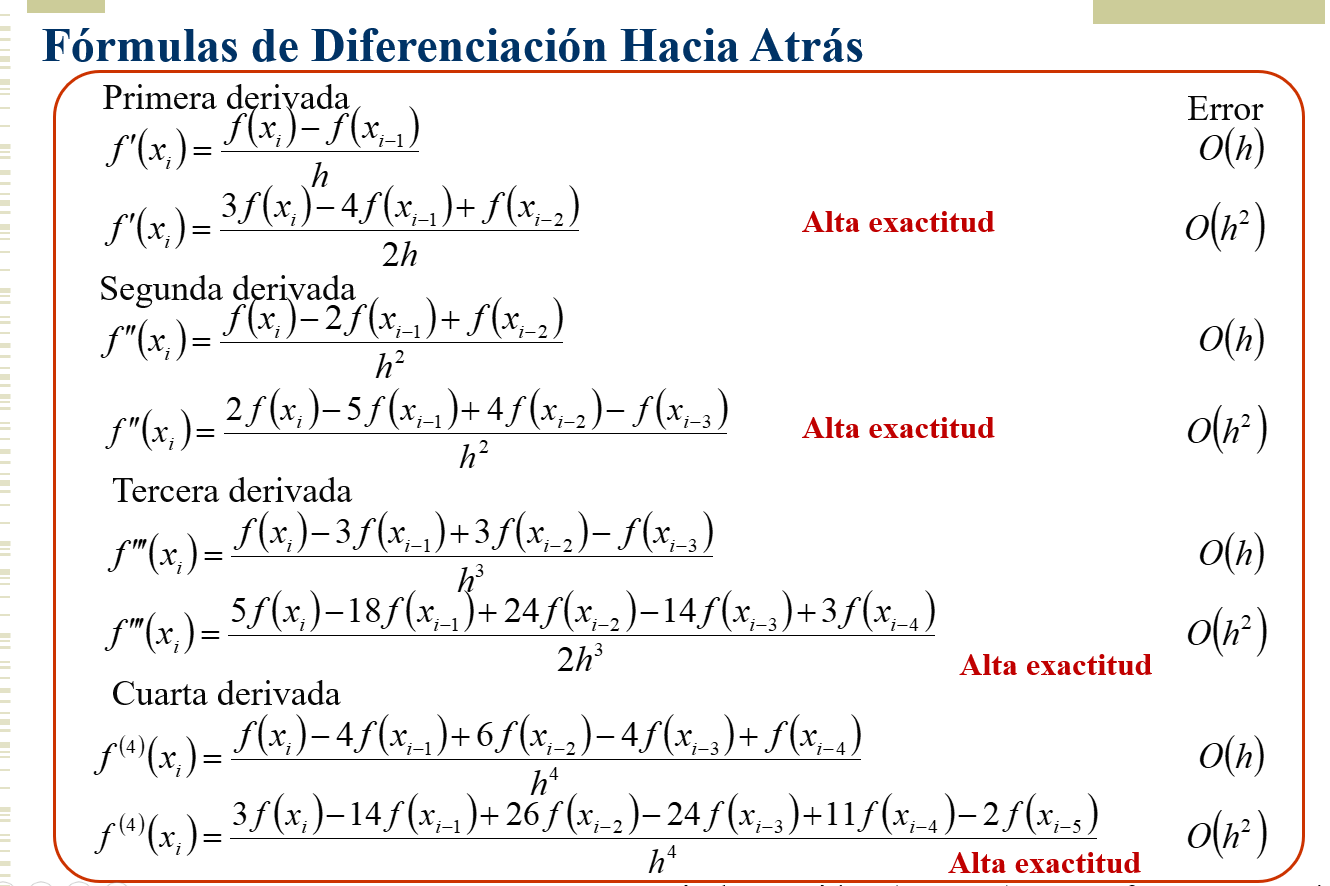 Fórmulas de Diferenciación Hacia Atrás
Primera derivada
Error
f'(x_i) = \frac{f(x_i) - f(x_{i-1})}{h} O(h)
f'(x_i) = \frac{3f(x_i) - 4f(x_{i-1}) + f(x_{i-2})}{2h} Alta exactitud O(h^2)
Segunda derivada
f''(x_i) = \frac{f(x_i) - 2f(x_{i-1}) + f(x_{i-2})}{h^2} O(h)
f''(x_i) = \frac{2f(x_i) - 5f(x_{i-1}) + 4f(x_{i-2}) - f(x_{i-3})}{h^2} Alta exactitud O(h^2)
Tercera derivada
f'''(x_i) = \frac{f(x_i) - 3f(x_{i-1}) + 3f(x_{i-2}) - f(x_{i-3})}{h^3} O(h)
f'''(x_i) = \frac{5f(x_i) - 18f(x_{i-1}) + 24f(x_{i-2}) - 14f(x_{i-3}) + 3f(x_{i-4})}{2h^3} O(h^2)
Alta exactitud
Cuarta derivada
f^{(4)}(x_i) = \frac{f(x_i) - 4f(x_{i-1}) + 6f(x_{i-2}) - 4f(x_{i-3}) + f(x_{i-4})}{h^4} O(h)
f^{(4)}(x_i) = \frac{3f(x_i) - 14f(x_{i-1}) + 26f(x_{i-2}) - 24f(x_{i-3}) + 11f(x_{i-4}) - 2f(x_{i-5})}{h^4} O(h^2)
Alta exactitud